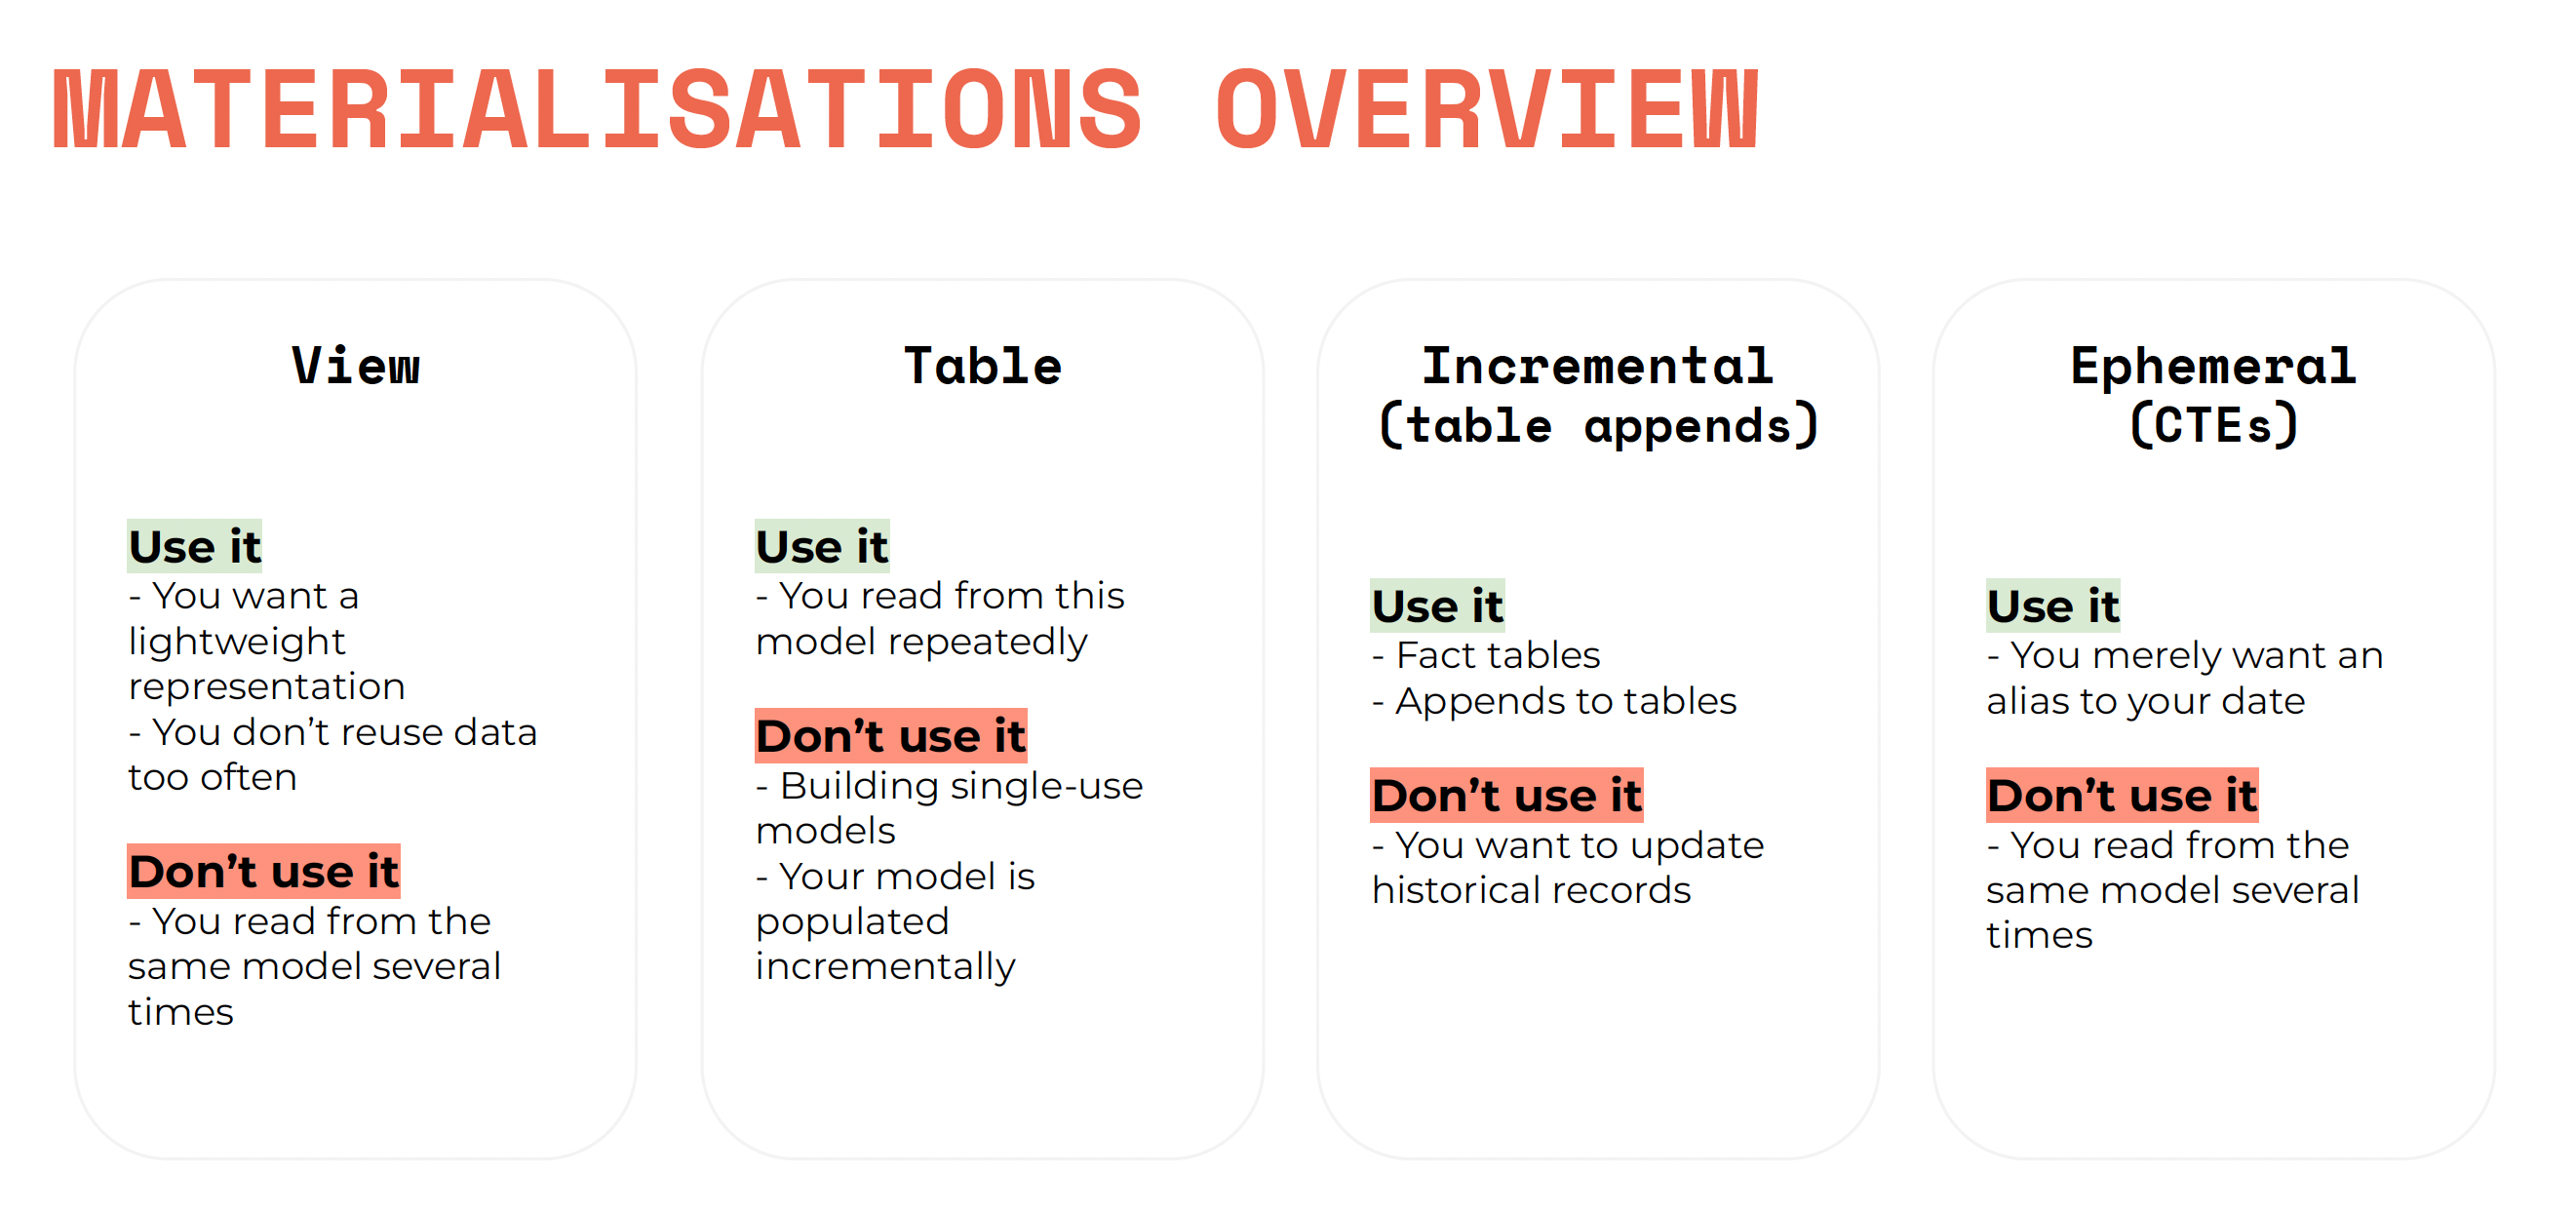 MATERIALISATIONS OVERVIEW
View
Use it
- You want a
lightweight
representation
- You don’t reuse data
too often
Don’t use it
- You read from the
same model several
times
Table
Use it
- You read from this
model repeatedly
Don’t use it
- Building single-use
models
- Your model is
populated
incrementally
Incremental
(table appends)
Use it
- Fact tables
- Appends to tables
Don’t use it
- You want to update
historical records
Ephemeral
(CTEs)
Use it
- You merely want an
alias to your date
Don’t use it
- You read from the
same model several
times